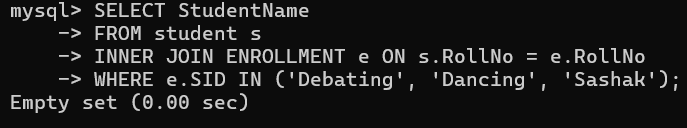 mysql> SELECT StudentName
    -> FROM student s
    -> INNER JOIN ENROLLMENT e ON s.RollNo = e.RollNo
    -> WHERE e.SID IN ('Debating', 'Dancing', 'Sashak');
Empty set (0.00 sec)